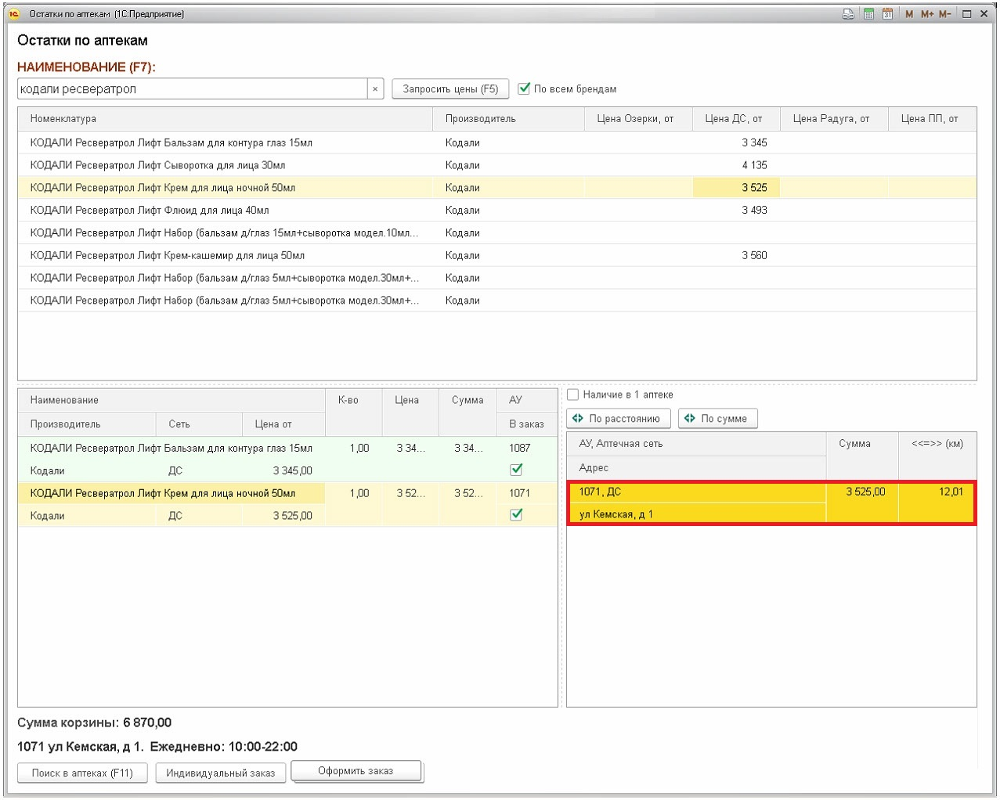 1С Остатки по аптекам (1С:Предприятие) 31 M M+ M-
Остатки по аптекам
НАИМЕНОВАНИЕ (F7):
кодали ресвератрол × Запросить цены (F5) По всем брендам
Номенклатура Производитель Цена Озерки, от Цена ДС, от Цена Радуга, от Цена ПП, от
КОДАЛИ Ресвератрол Лифт Бальзам для контура глаз 15мл Кодали 3 345
КОДАЛИ Ресвератрол Лифт Сыворотка для лица 30мл Кодали 4 135
КОДАЛИ Ресвератрол Лифт Крем для лица ночной 50мл Кодали 3 525
КОДАЛИ Ресвератрол Лифт Флюид для лица 40мл Кодали 3 493
КОДАЛИ Ресвератрол Лифт Набор (бальзам д/глаз 15мл+сыворотка модел.10мл... Кодали
КОДАЛИ Ресвератрол Лифт Крем-кашемир для лица 50мл Кодали 3 560
КОДАЛИ Ресвератрол Лифт Набор (бальзам д/глаз 5мл+сыворотка модел.30мл+... Кодали
КОДАЛИ Ресвератрол Лифт Набор (бальзам д/глаз 5мл+сыворотка модел.30мл+... Кодали
Наименование К-во Цена Сумма АУ
Производитель Сеть Цена от В заказ
КОДАЛИ Ресвератрол Лифт Бальзам для контура глаз 15мл 1,00 3 34... 3 34... 1087
Кодали ДС 3 345,00
КОДАЛИ Ресвератрол Лифт Крем для лица ночной 50мл 1,00 3 52... 3 52... 1071
Кодали ДС 3 525,00
Наличие в 1 аптеке
По расстоянию По сумме
АУ, Аптечная сеть Сумма <<=>> (км)
Адрес
1071, ДС 3 525,00 12,01
ул Кемская, д 1
Сумма корзины: 6 870,00
1071 ул Кемская, д 1. Ежедневно: 10:00-22:00
Поиск в аптеках (F11) Индивидуальный заказ Оформить заказ